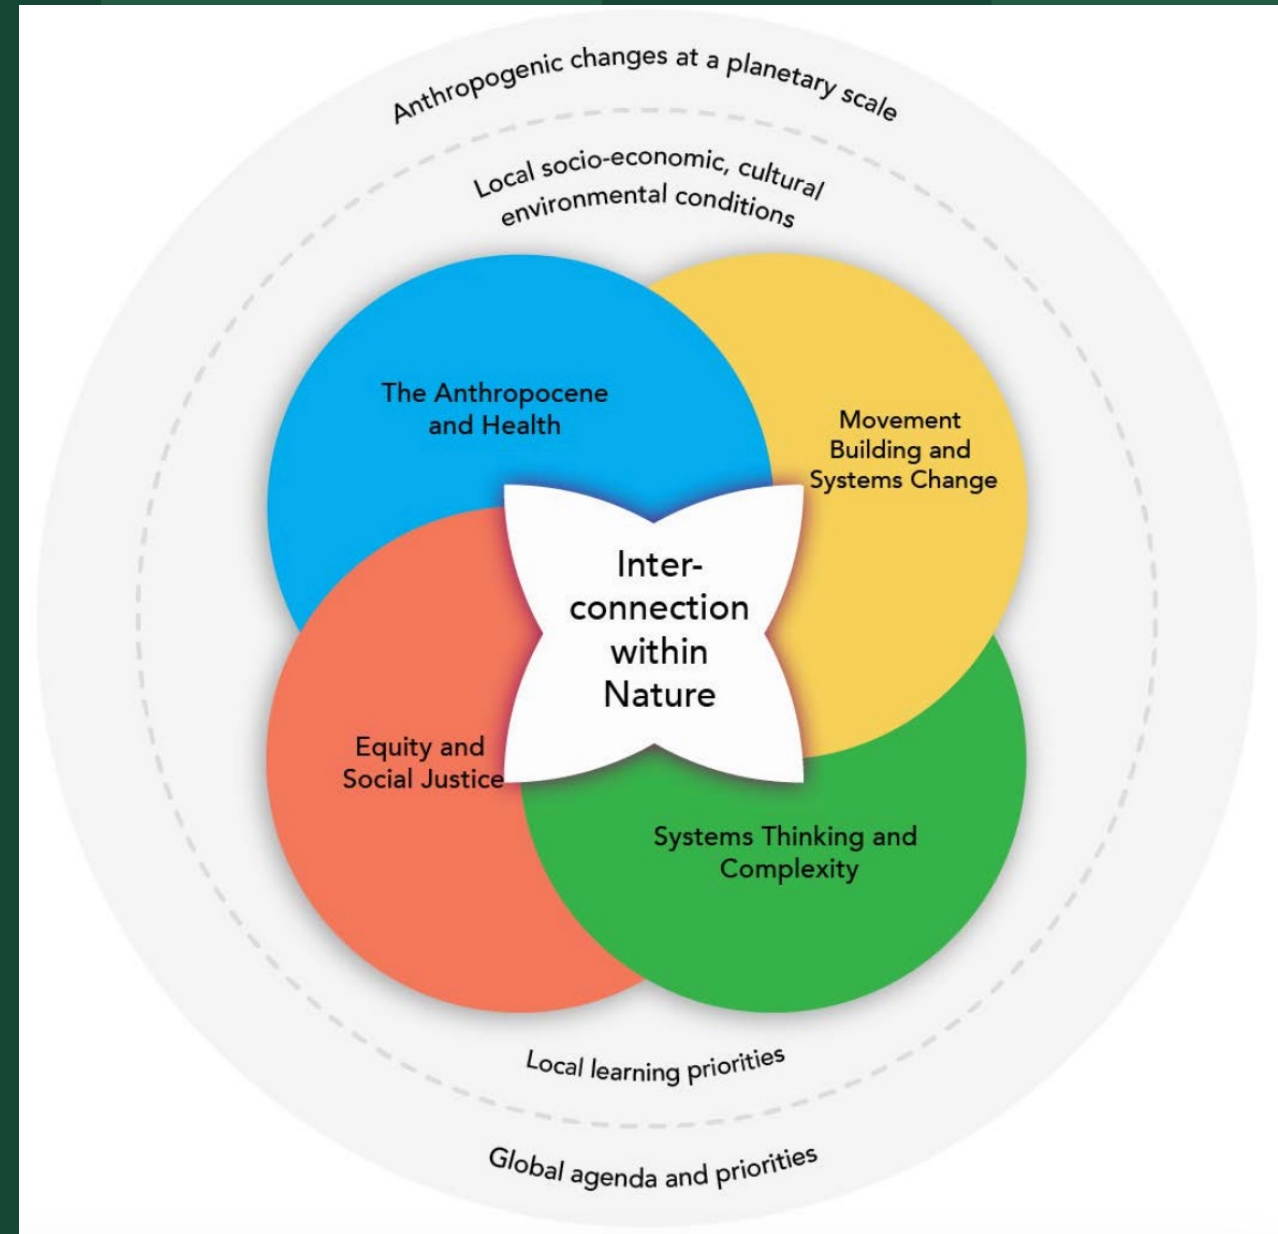 Anthropogenic changes at a planetary scale
Local socio-economic, cultural
environmental conditions
The Anthropocene
and Health
Movement
Building and
Systems Change
Inter-
connection
within
Nature
Equity and
Social Justice
Systems Thinking and
Complexity
Local learning priorities
Global agenda and priorities